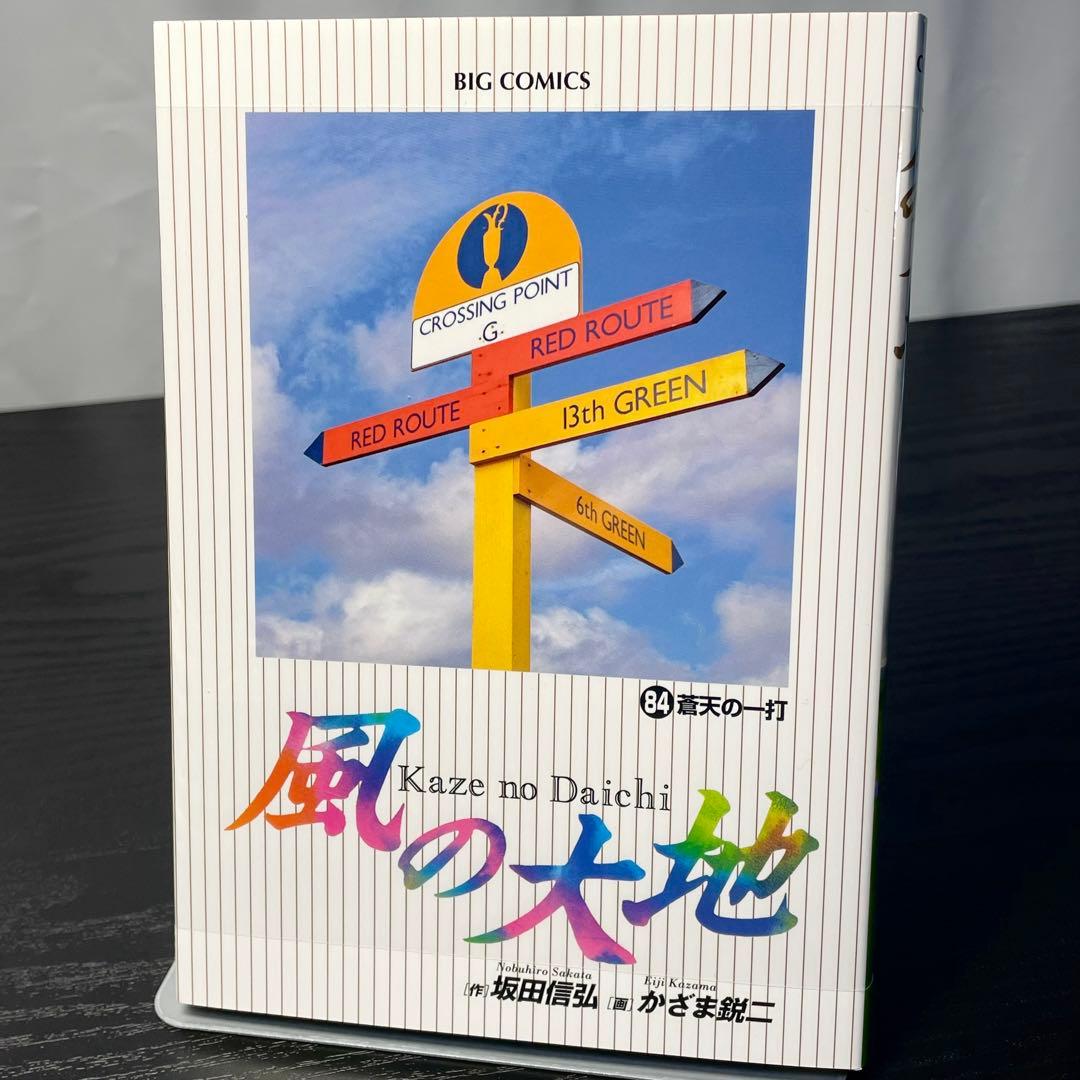 BIG COMICS
CROSSING POINT
·G·
RED ROUTE
RED ROUTE
13th GREEN
6th GREEN
84 蒼天の一打
風の大地
Kaze no Daichi
Nobuhiro Sakata
Eiji Kazama
[作]坂田信弘 [画]かざま鋭二